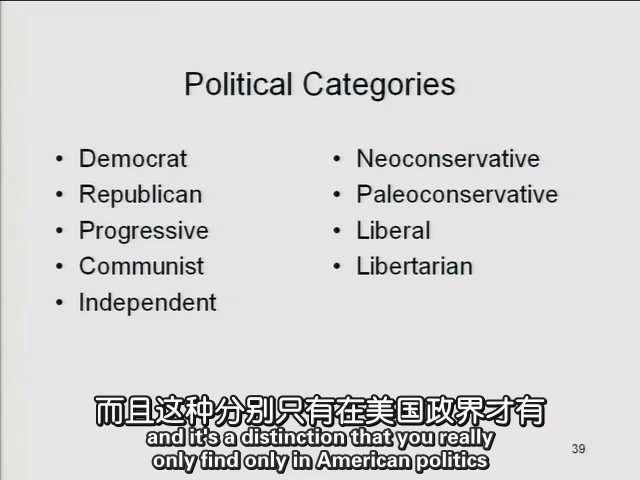 Political Categories
• Democrat
• Republican
• Progressive
• Communist
• Independent
• Neoconservative
• Paleoconservative
• Liberal
• Libertarian
而且这种分别只有在美国政界才有
and it's a distinction that you really
only find only in American politics
39